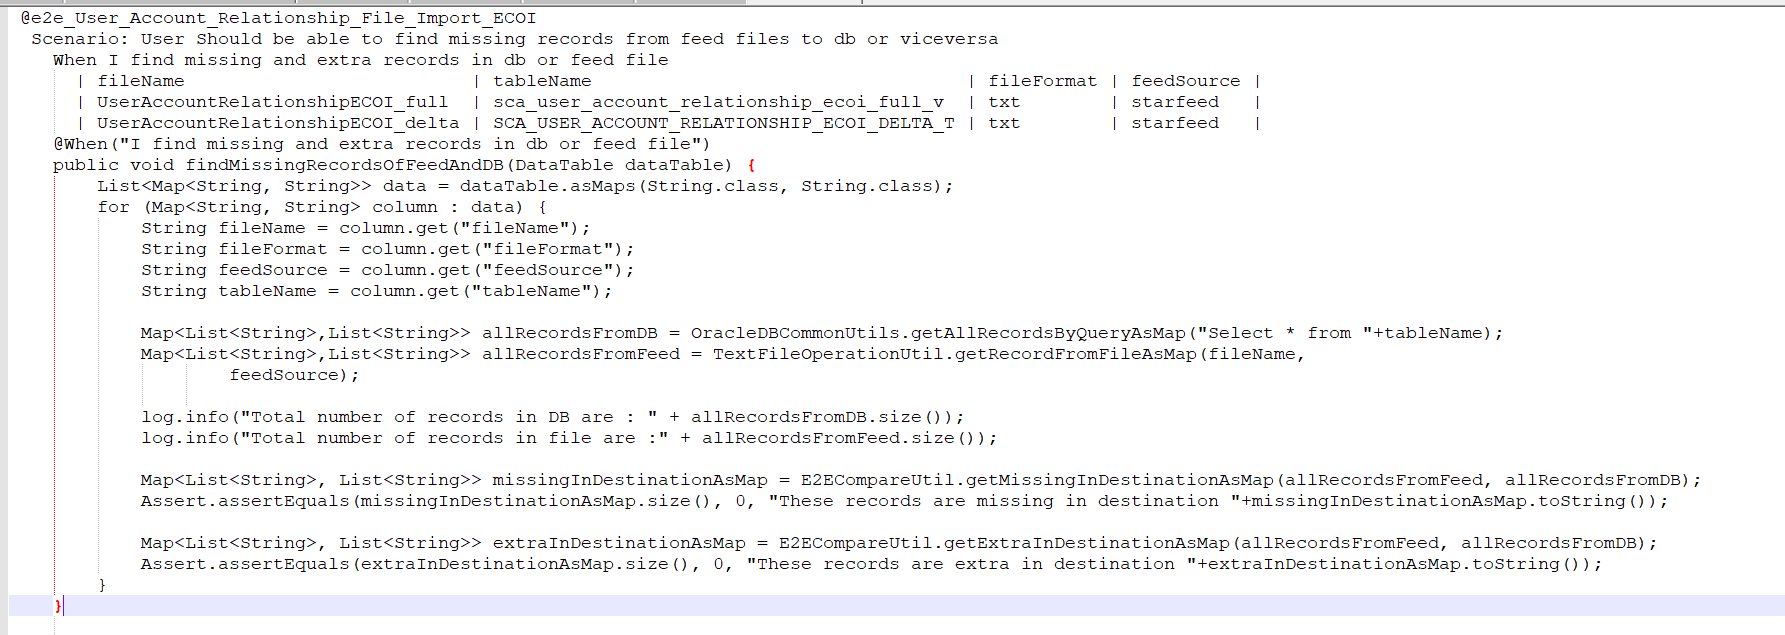 @e2e_User_Account_Relationship_File_Import_ECOI
Scenario: User Should be able to find missing records from feed files to db or viceversa
When I find missing and extra records in db or feed file
| fileName | tableName | fileFormat | feedSource |
| UserAccountRelationshipECOI_full | sca_user_account_relationship_ecoi_full_v | txt | starfeed |
| UserAccountRelationshipECOI_delta | SCA_USER_ACCOUNT_RELATIONSHIP_ECOI_DELTA_T | txt | starfeed |
@When("I find missing and extra records in db or feed file")
public void findMissingRecordsOfFeedAndDB(DataTable dataTable) {
List<Map<String, String>> data = dataTable.asMaps(String.class, String.class);
for (Map<String, String> column : data) {
String fileName = column.get("fileName");
String fileFormat = column.get("fileFormat");
String feedSource = column.get("feedSource");
String tableName = column.get("tableName");
Map<List<String>,List<String>> allRecordsFromDB = OracleDBCommonUtils.getAllRecordsByQueryAsMap("Select * from "+tableName);
Map<List<String>,List<String>> allRecordsFromFeed = TextFileOperationUtil.getRecordFromFileAsMap(fileName,
feedSource);
log.info("Total number of records in DB are : " + allRecordsFromDB.size());
log.info("Total number of records in file are :" + allRecordsFromFeed.size());
Map<List<String>, List<String>> missingInDestinationAsMap = E2ECompareUtil.getMissingInDestinationAsMap(allRecordsFromFeed, allRecordsFromDB);
Assert.assertEquals(missingInDestinationAsMap.size(), 0, "These records are missing in destination "+missingInDestinationAsMap.toString());
Map<List<String>, List<String>> extraInDestinationAsMap = E2ECompareUtil.getExtraInDestinationAsMap(allRecordsFromFeed, allRecordsFromDB);
Assert.assertEquals(extraInDestinationAsMap.size(), 0, "These records are extra in destination "+extraInDestinationAsMap.toString());
}
}